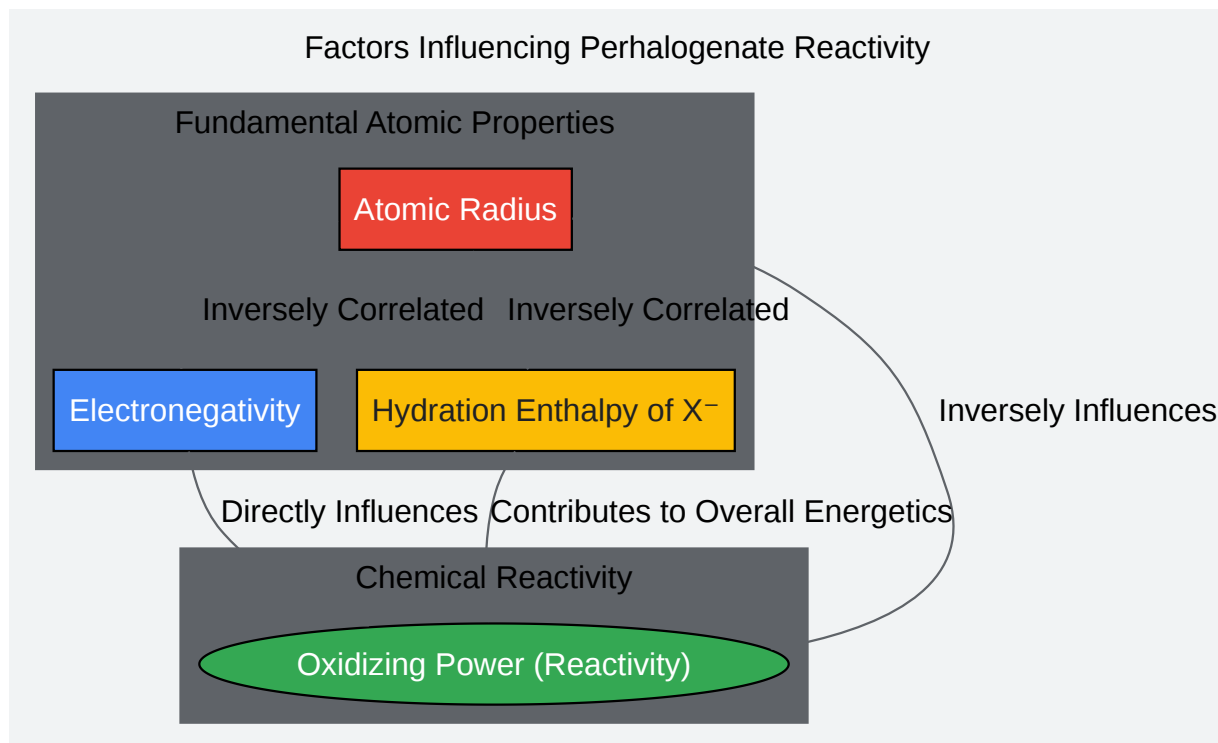 Factors Influencing Perhalogenate Reactivity
Fundamental Atomic Properties
Atomic Radius
Inversely Correlated
Inversely Correlated
Electronegativity
Hydration Enthalpy of X⁻
Inversely Influences
Directly Influences
Contributes to Overall Energetics
Chemical Reactivity
Oxidizing Power (Reactivity)